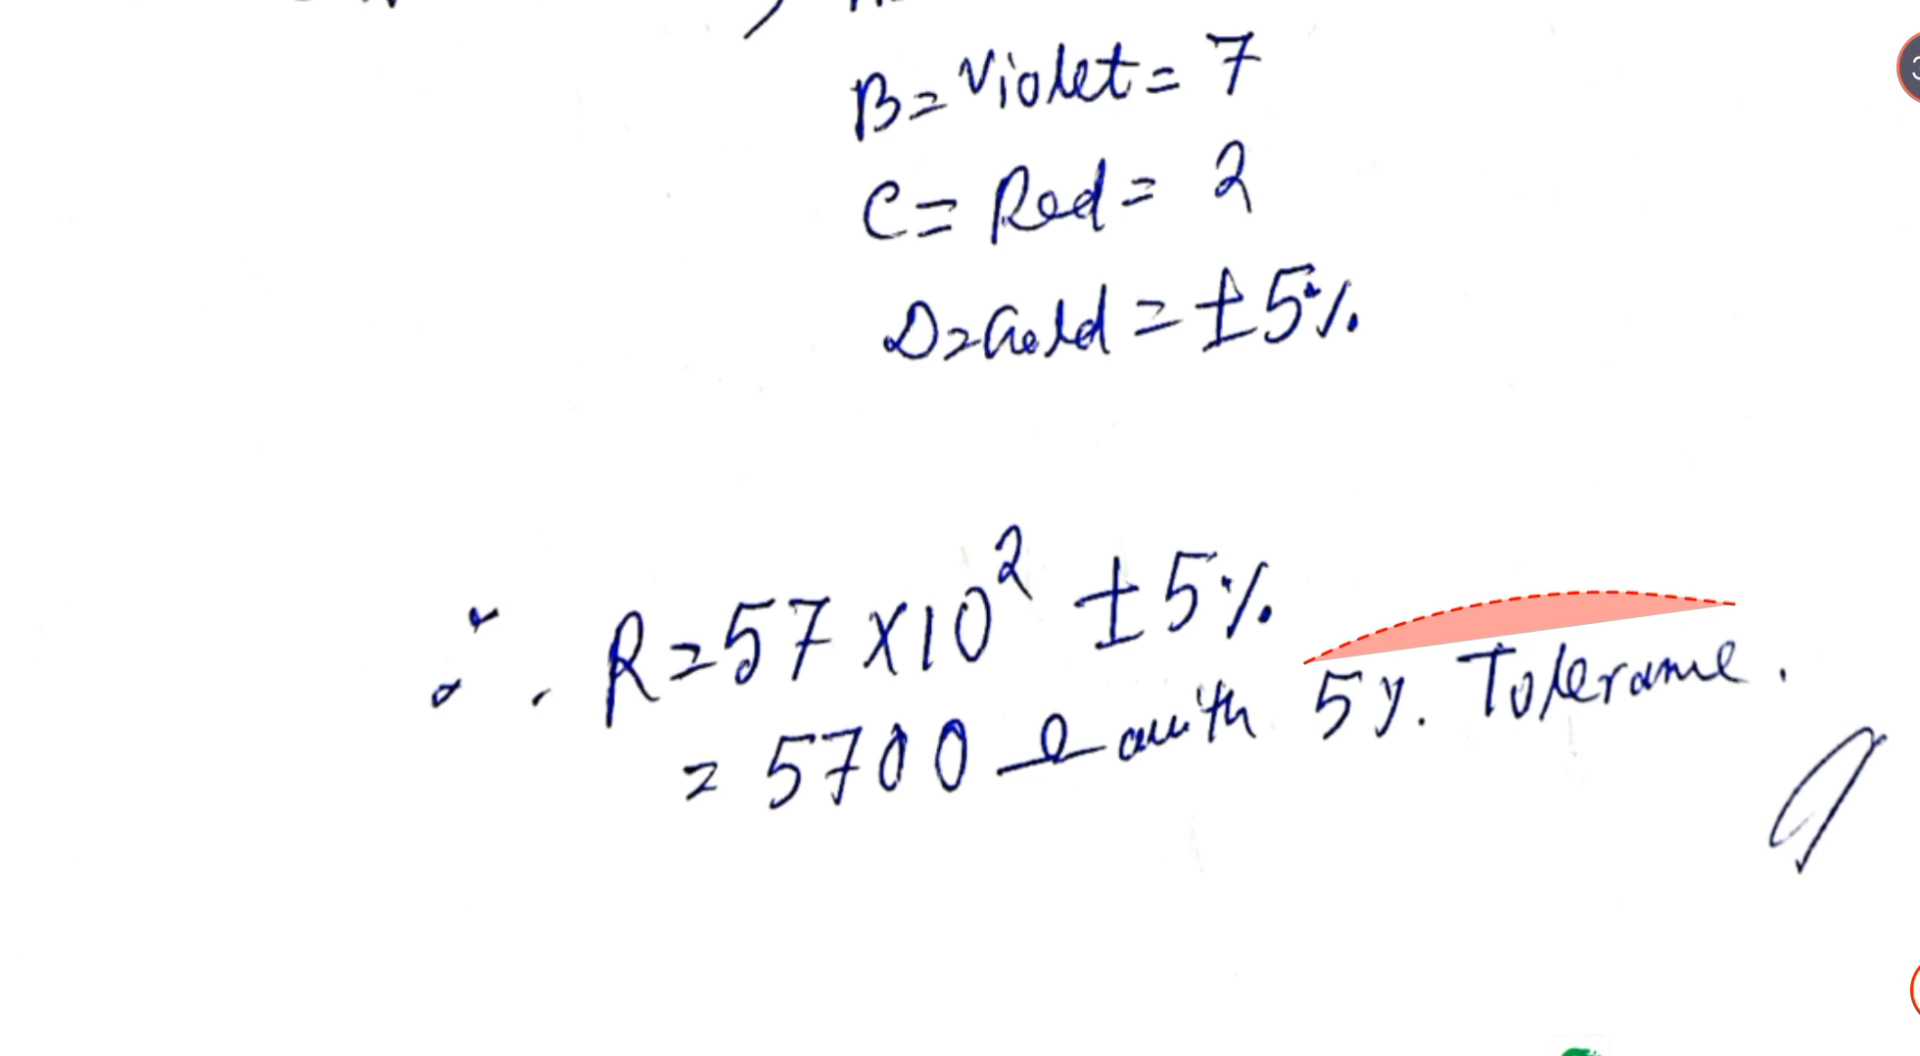 B = Violet = 7
C = Red = 2
D = Gold = ±5%
∴ R = 57 × 10² ± 5%
= 5700 Ω with 5%. Tolerance.